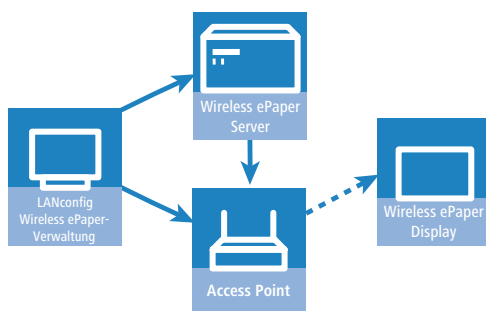 Wireless ePaper
Server
LANconfig
Wireless ePaper-
Verwaltung
Wireless ePaper
Display
Access Point